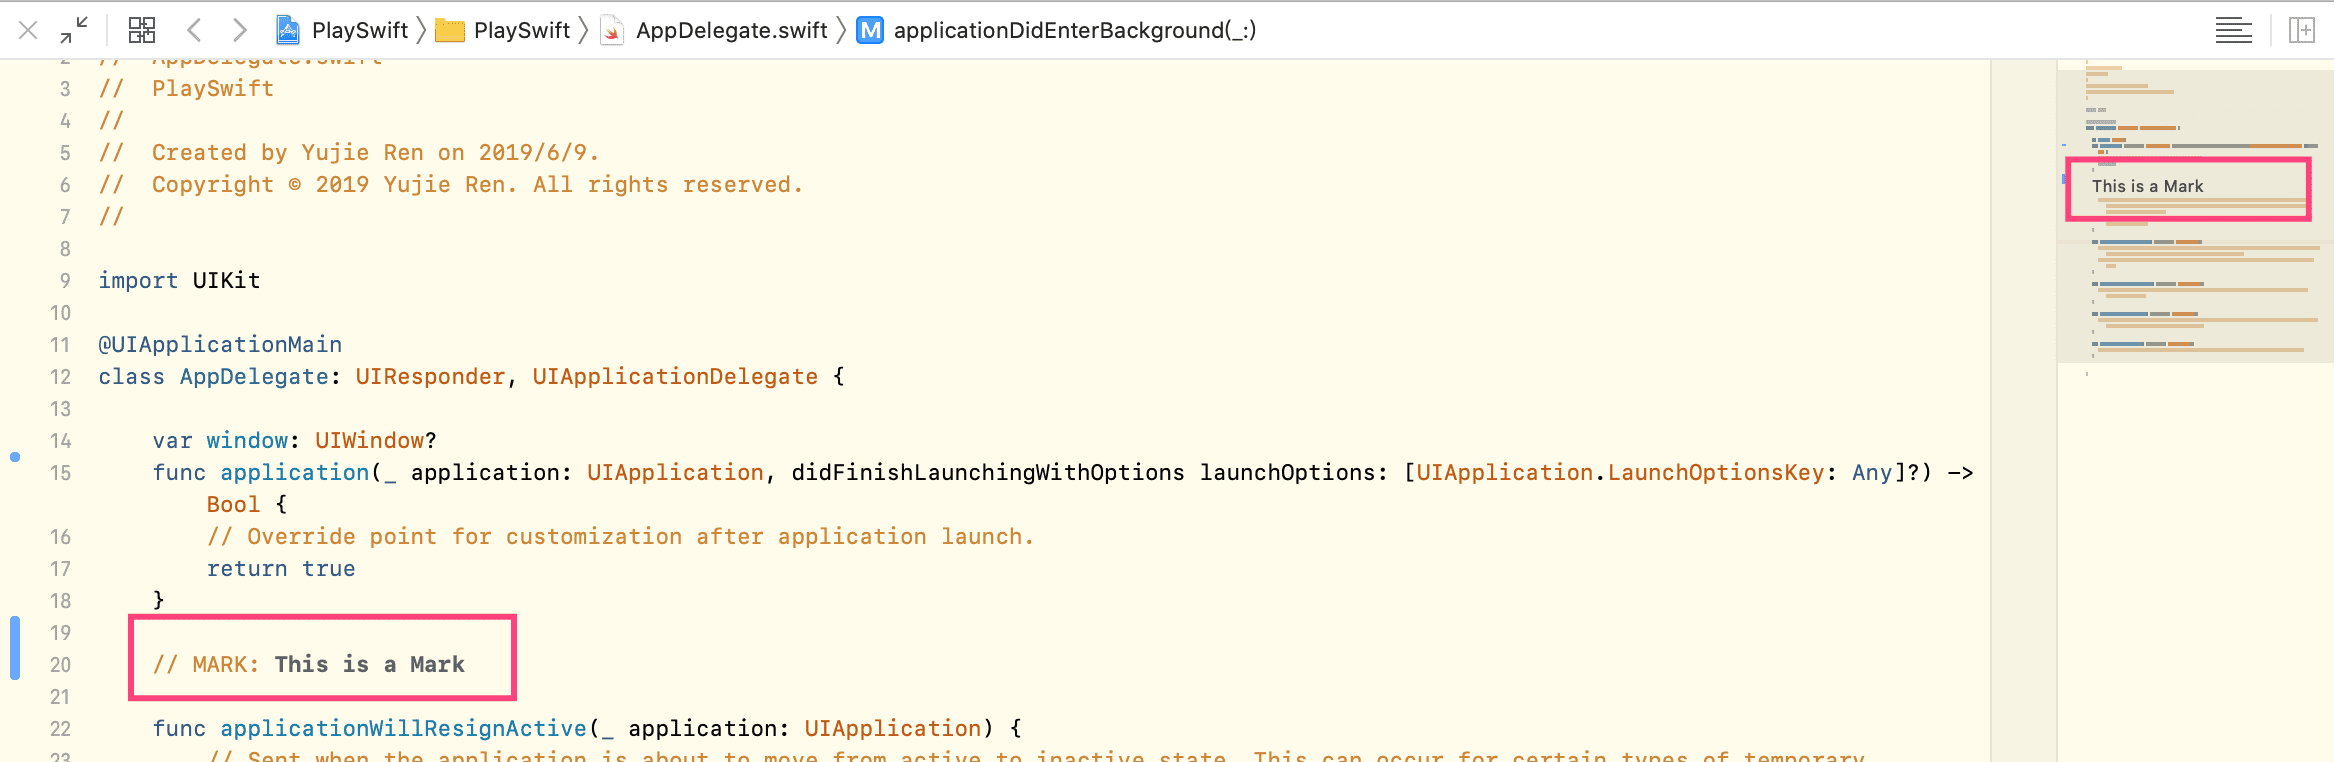 PlaySwift PlaySwift AppDelegate.swift M applicationDidEnterBackground(_:)
2 // AppDelegate.swift
3 // PlaySwift
4 //
5 // Created by Yujie Ren on 2019/6/9.
6 // Copyright © 2019 Yujie Ren. All rights reserved.
7 //
8
9 import UIKit
10
11 @UIApplicationMain
12 class AppDelegate: UIResponder, UIApplicationDelegate {
13
14 var window: UIWindow?
15 func application(_ application: UIApplication, didFinishLaunchingWithOptions launchOptions: [UIApplication.LaunchOptionsKey: Any]?) ->
Bool {
16 // Override point for customization after application launch.
17 return true
18 }
19
20 // MARK: This is a Mark
21
22 func applicationWillResignActive(_ application: UIApplication) {
23 // Sent when the application is about to move from active to inactive state. This can occur for certain types of temporary
This is a Mark